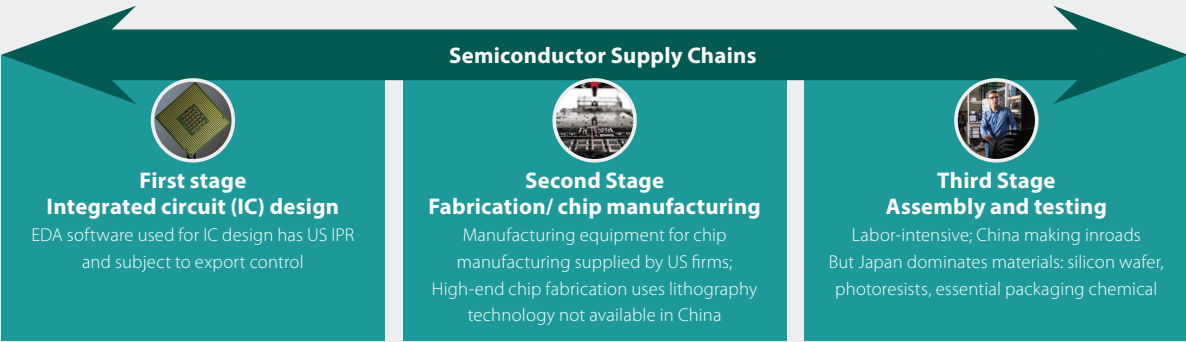 Semiconductor Supply Chains
First stage
Integrated circuit (IC) design
EDA software used for IC design has US IPR
and subject to export control
Second Stage
Fabrication/ chip manufacturing
Manufacturing equipment for chip
manufacturing supplied by US firms;
High-end chip fabrication uses lithography
technology not available in China
Third Stage
Assembly and testing
Labor-intensive; China making inroads
But Japan dominates materials: silicon wafer,
photoresists, essential packaging chemical